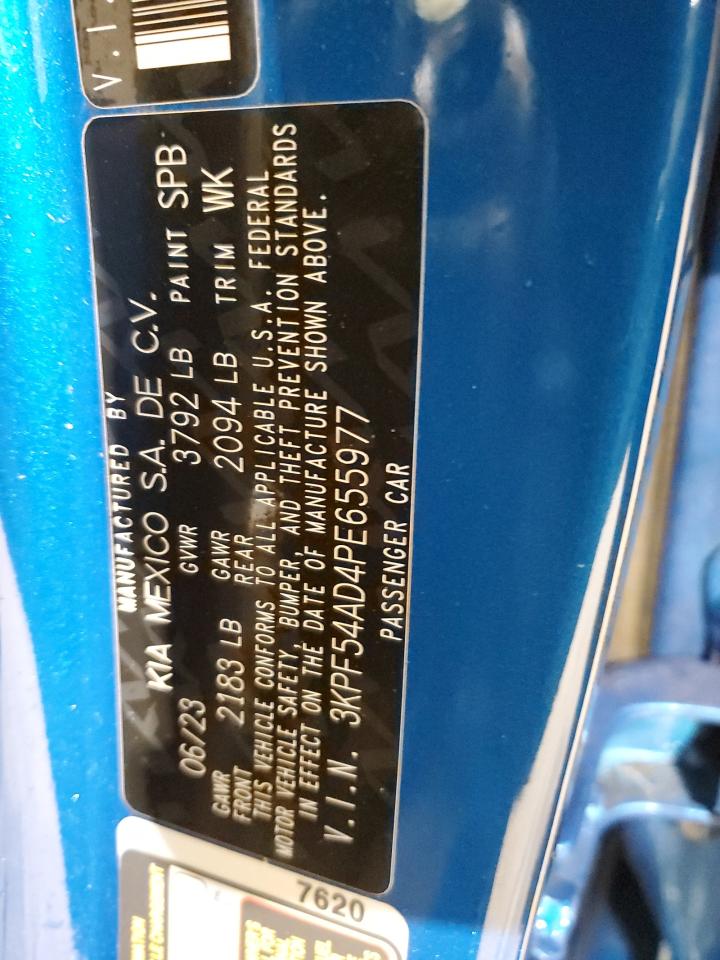 MANUFACTURED BY
KIA MEXICO S.A. DE C.V.
06/23 GVWR 3792 LB PAINT SPB
GAWR FRONT 2183 LB GAWR REAR 2094 LB TRIM WK
THIS VEHICLE CONFORMS TO ALL APPLICABLE U.S.A. FEDERAL
MOTOR VEHICLE SAFETY, BUMPER, AND THEFT PREVENTION STANDARDS
IN EFFECT ON THE DATE OF MANUFACTURE SHOWN ABOVE.
V.I.N. 3KPF54AD4PE655977
PASSENGER CAR
V.I
7620